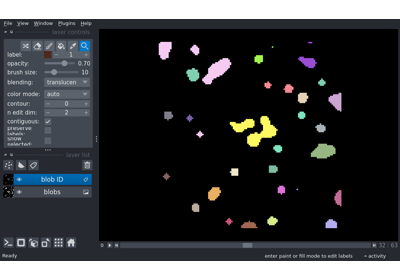 File View Window Plugins Help
layer controls
label: 1
opacity: 0.70
brush size: 10
blending: translucen
color mode: auto
contour: 0
n edit dim: 2
contiguous:
preserve labels:
show selected:
layer list
blob ID
blobs
0 32 63
Ready enter paint or fill mode to edit labels activity